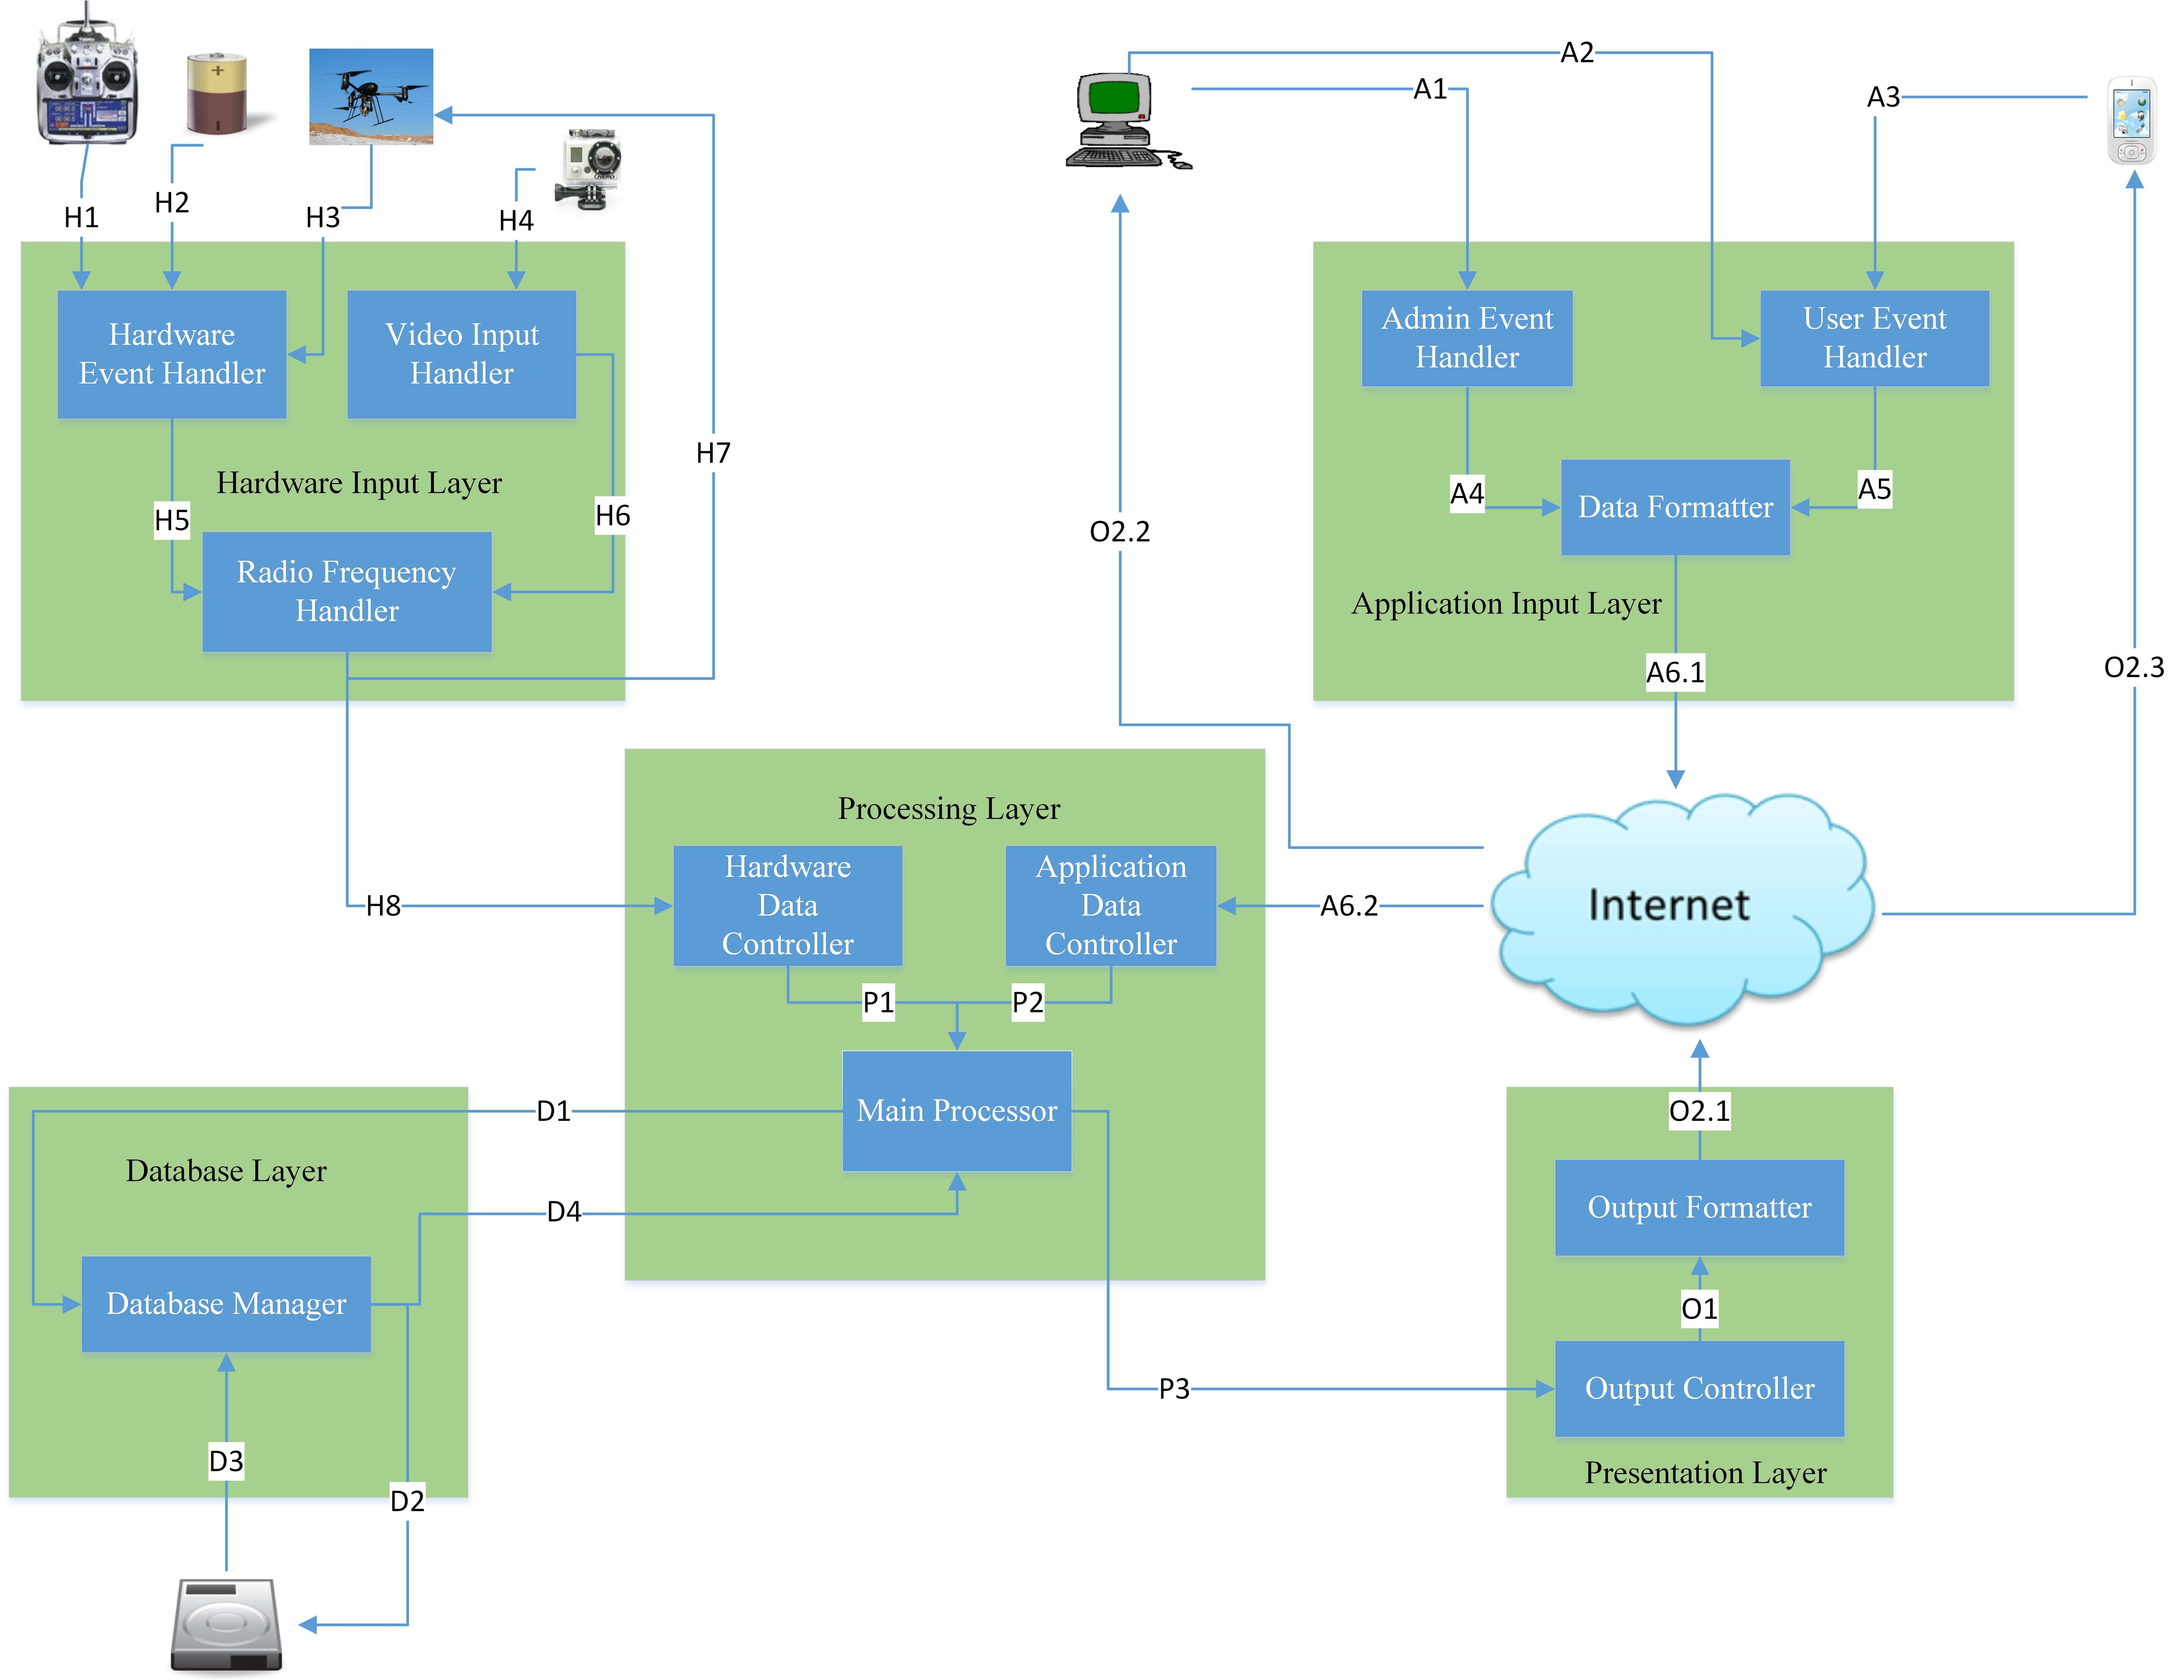 A2
A1
A3
H1
H2
H3
H4
Hardware
Event Handler
Video Input
Handler
Admin Event
Handler
User Event
Handler
H7
Hardware Input Layer
H5
H6
A4
Data Formatter
A5
O2.2
Radio Frequency
Handler
Application Input Layer
A6.1
O2.3
Processing Layer
Hardware
Data
Controller
Application
Data
Controller
H8
A6.2
Internet
P1
P2
Main Processor
D1
O2.1
Database Layer
D4
Output Formatter
Database Manager
O1
P3
Output Controller
D3
Presentation Layer
D2